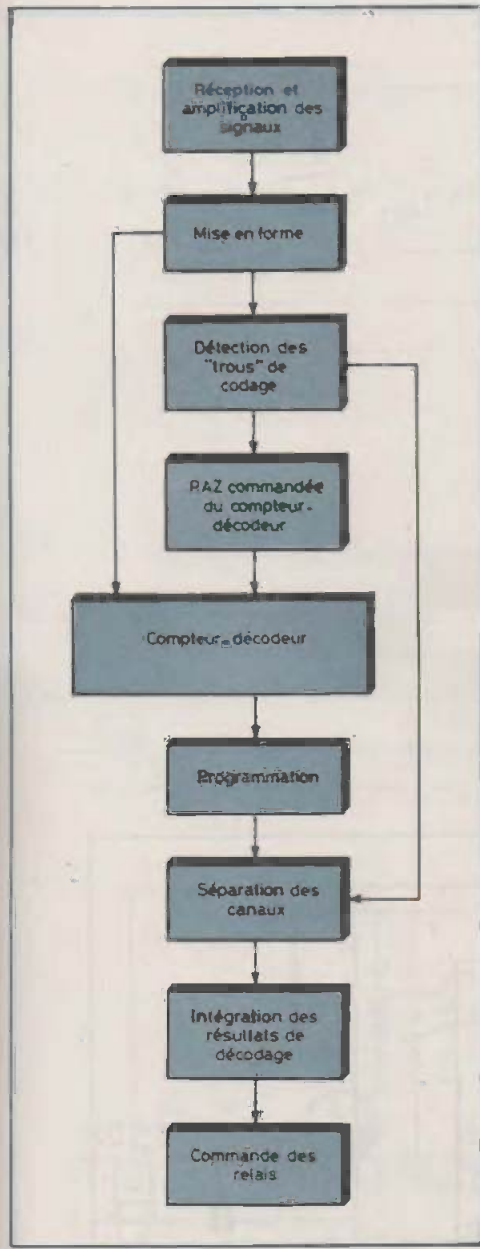 Réception et
amplification des
signaux
Mise en forme
Détection des
"trous" de
codage
RAZ commandée
du compteur-
décodeur
Compteur-décodeur
Programmation
Séparation des
canaux
Intégration des
résultats de
décodage
Commande des
relais